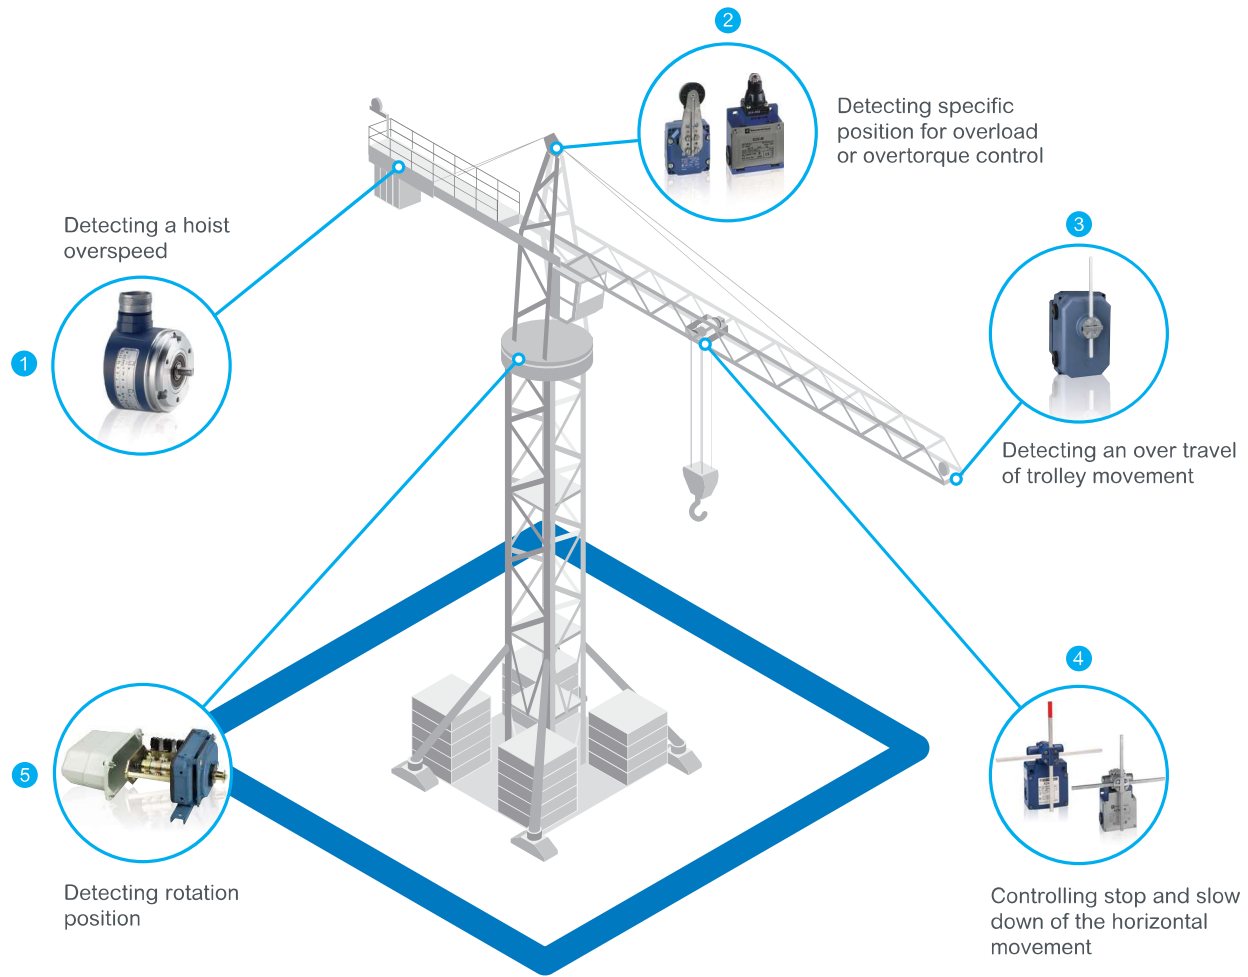 2
Detecting specific
position for overload
or overtorque control
Detecting a hoist
overspeed
1
3
Detecting an over travel
of trolley movement
4
Controlling stop and slow
down of the horizontal
movement
5
Detecting rotation
position